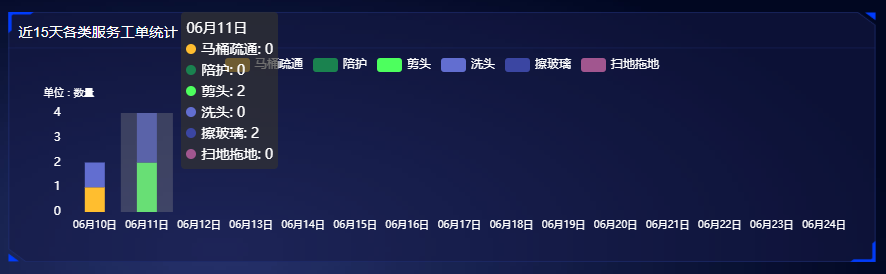 近15天各类服务工单统计
06月11日
马桶疏通: 0
陪护: 0
剪头: 2
洗头: 0
擦玻璃: 2
扫地拖地: 0
马桶疏通 陪护 剪头 洗头 擦玻璃 扫地拖地
单位：数量
4
3
2
1
0
06月10日 06月11日 06月12日 06月13日 06月14日 06月15日 06月16日 06月17日 06月18日 06月19日 06月20日 06月21日 06月22日 06月23日 06月24日